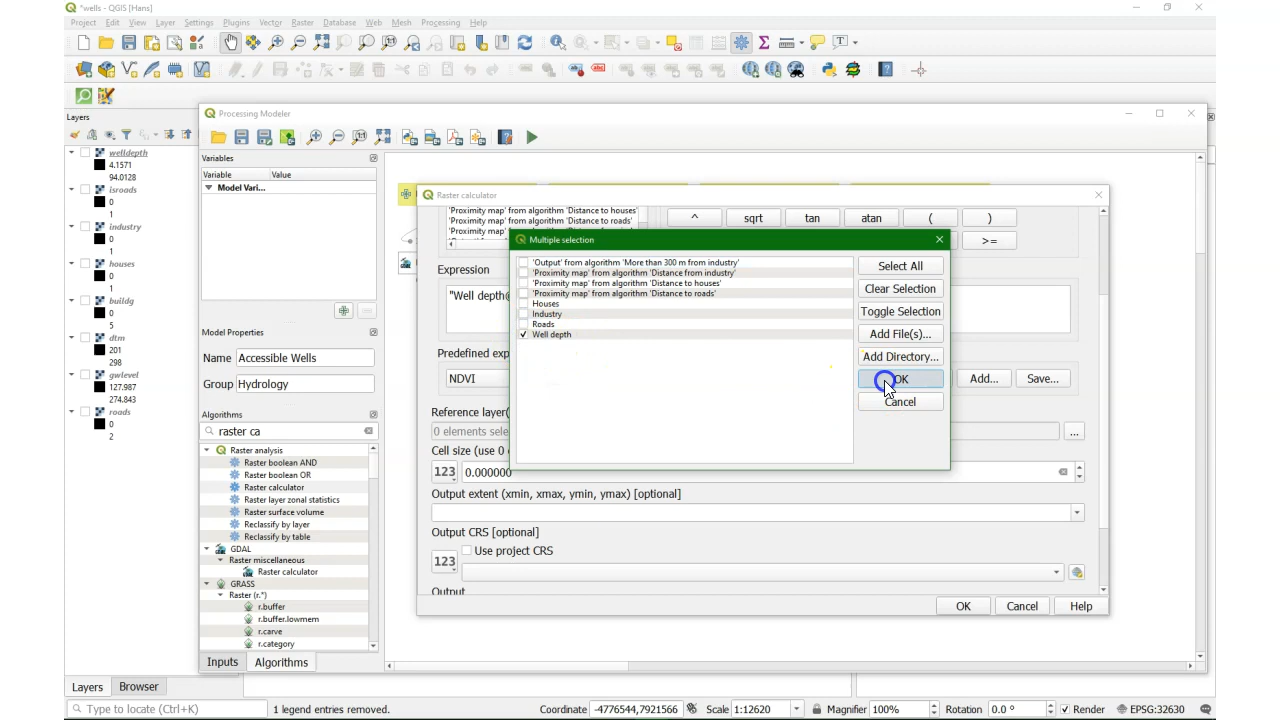 *wells - QGIS [Hans]
Project Edit View Layer Settings Plugins Vector Raster Database Web Mesh Processing Help
Layers
welldepth
4.1571
94.0128
isroads
0
1
industry
0
1
houses
0
1
buildg
0
5
dtm
201
298
gwlevel
127.987
274.843
roads
0
2
Layers Browser
Processing Modeler
Variables
Variable Value
Model Vari...
Model Properties
Name Accessible Wells
Group Hydrology
Algorithms
raster ca
Raster analysis
Raster boolean AND
Raster boolean OR
Raster calculator
Raster layer zonal statistics
Raster surface volume
Reclassify by layer
Reclassify by table
GDAL
Raster miscellaneous
Raster calculator
GRASS
Raster (r.*)
r.buffer
r.buffer.lowmem
r.carve
r.category
Inputs Algorithms
Raster calculator
'Proximity map' from algorithm 'Distance to houses'
'Proximity map' from algorithm 'Distance to roads'
^ sqrt tan atan ( )
>=
Expression
"Well depth@
Predefined exp
NDVI Add... Save...
Reference layer(
0 elements sele ...
Cell size (use 0
123 0.000000
Output extent (xmin, xmax, ymin, ymax) [optional]
Output CRS [optional]
123 Use project CRS
Output
OK Cancel Help
Multiple selection
'Output' from algorithm 'More than 300 m from industry'
'Proximity map' from algorithm 'Distance from industry'
'Proximity map' from algorithm 'Distance to houses'
'Proximity map' from algorithm 'Distance to roads'
Houses
Industry
Roads
Well depth
Select All
Clear Selection
Toggle Selection
Add File(s)...
Add Directory...
OK
Cancel
Type to locate (Ctrl+K) 1 legend entries removed. Coordinate -4776544,7921566 Scale 1:12620 Magnifier 100% Rotation 0.0 ° Render EPSG:32630